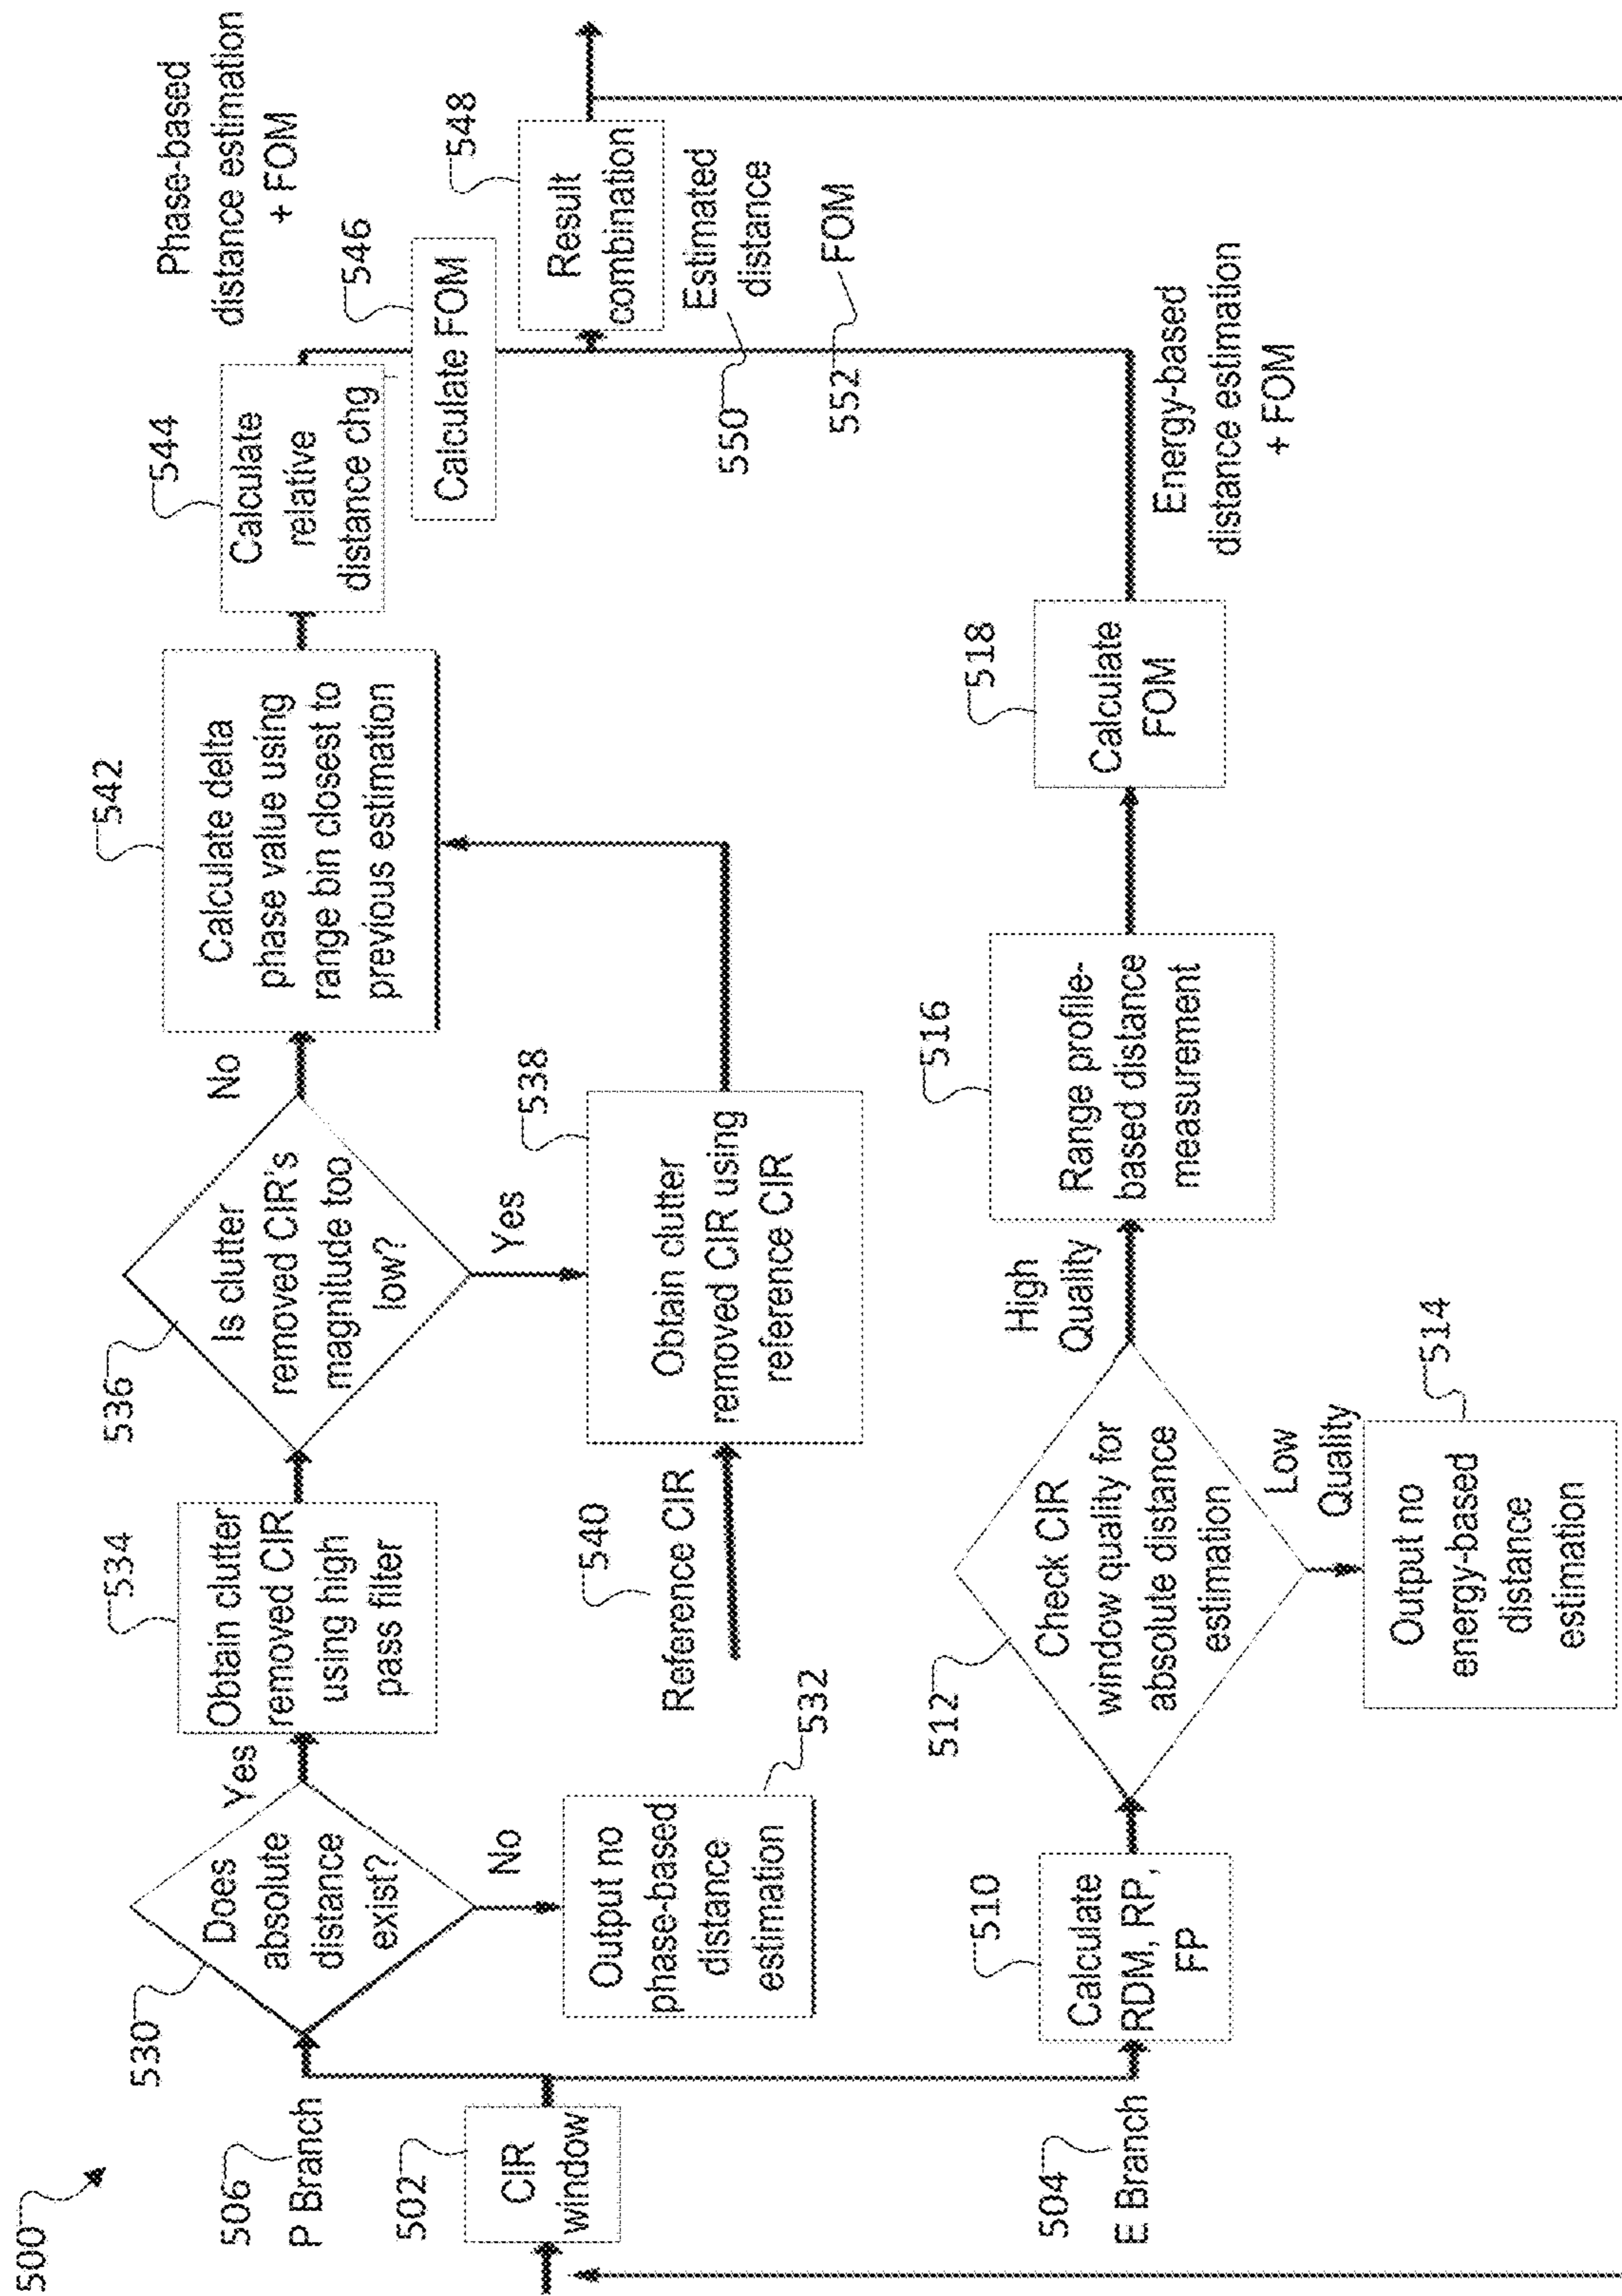 500
506
P Branch
502
CIR
window
504
E Branch
530
Does
absolute
distance
exist?
Yes
No
532
Output no
phase-based
distance
estimation
534
Obtain clutter
removed CIR
using high
pass filter
536
Is clutter
removed CIR's
magnitude too
low?
No
Yes
540
Reference CIR
538
Obtain clutter
removed CIR using
reference CIR
542
Calculate delta
phase value using
range bin closest to
previous estimation
544
Calculate
relative
distance chg
546
Calculate FOM
Phase-based
distance estimation
+ FOM
548
Result
combination
550
Estimated
distance
552
FOM
510
Calculate
RDM, RP,
FP
512
Check CIR
window quality for
absolute distance
estimation
High
Quality
Low
Quality
514
Output no
energy-based
distance
estimation
516
Range profile-
based distance
measurement
518
Calculate
FOM
Energy-based
distance estimation
+ FOM